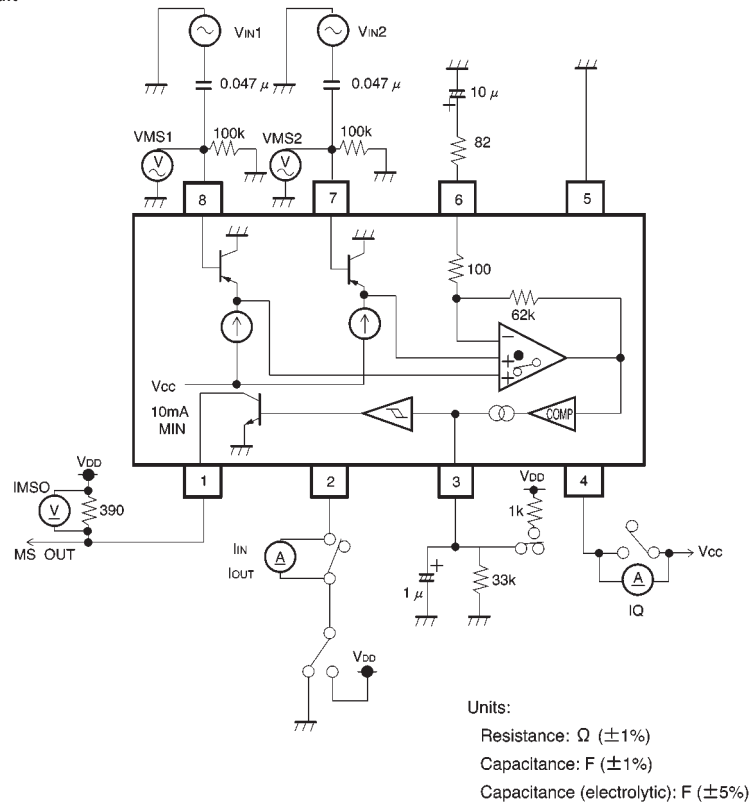 VIN1
VIN2
0.047 μ
0.047 μ
10 μ
+
VMS1
V
100k
VMS2
V
100k
82
8
7
6
5
100
62k
−
+
+
Vcc
10mA
MIN
COMP
1
2
3
4
VDD
IMSO
V
390
MS OUT
IIN
A
IOUT
VDD
1k
+
1 μ
33k
Vcc
A
IQ
VDD
Units:
Resistance: Ω (±1%)
Capacitance: F (±1%)
Capacitance (electrolytic): F (±5%)